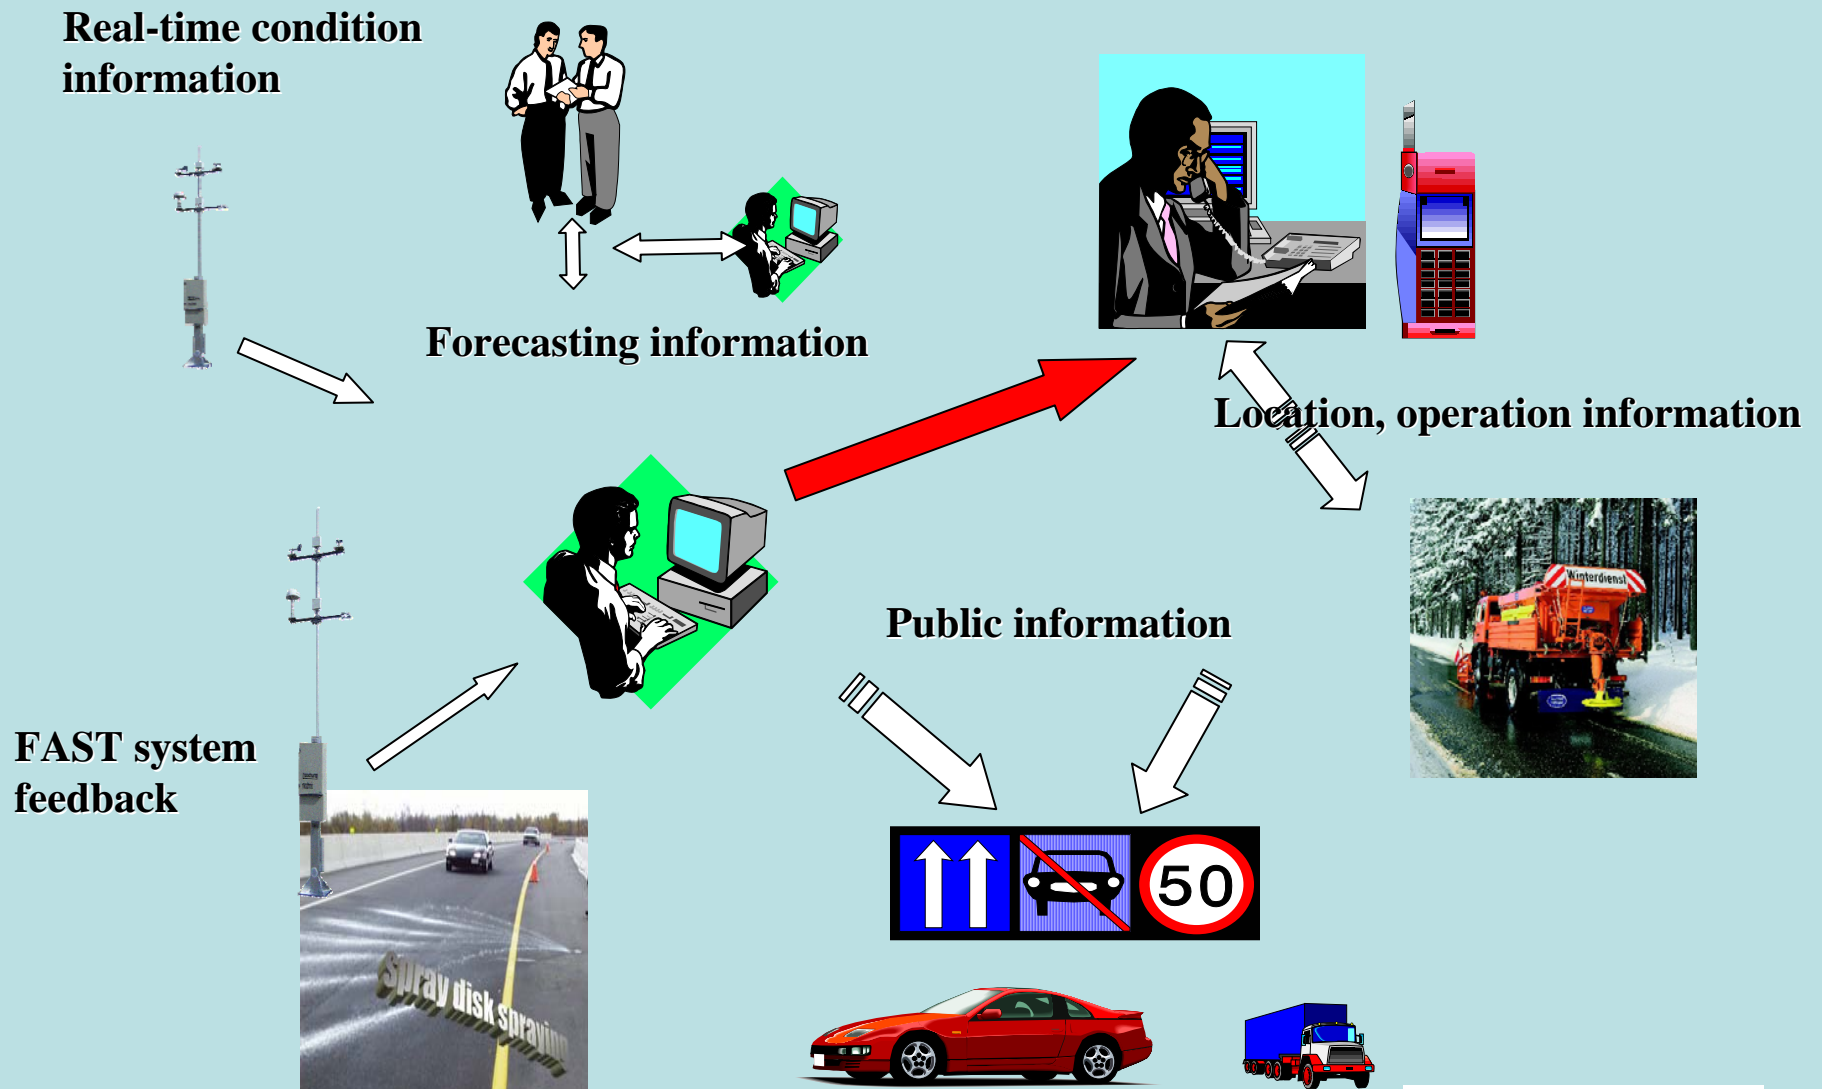 Real-time condition
information
Forecasting information
Location, operation information
Winterdienst
Public information
FAST system
feedback
50
Spray disk spraying